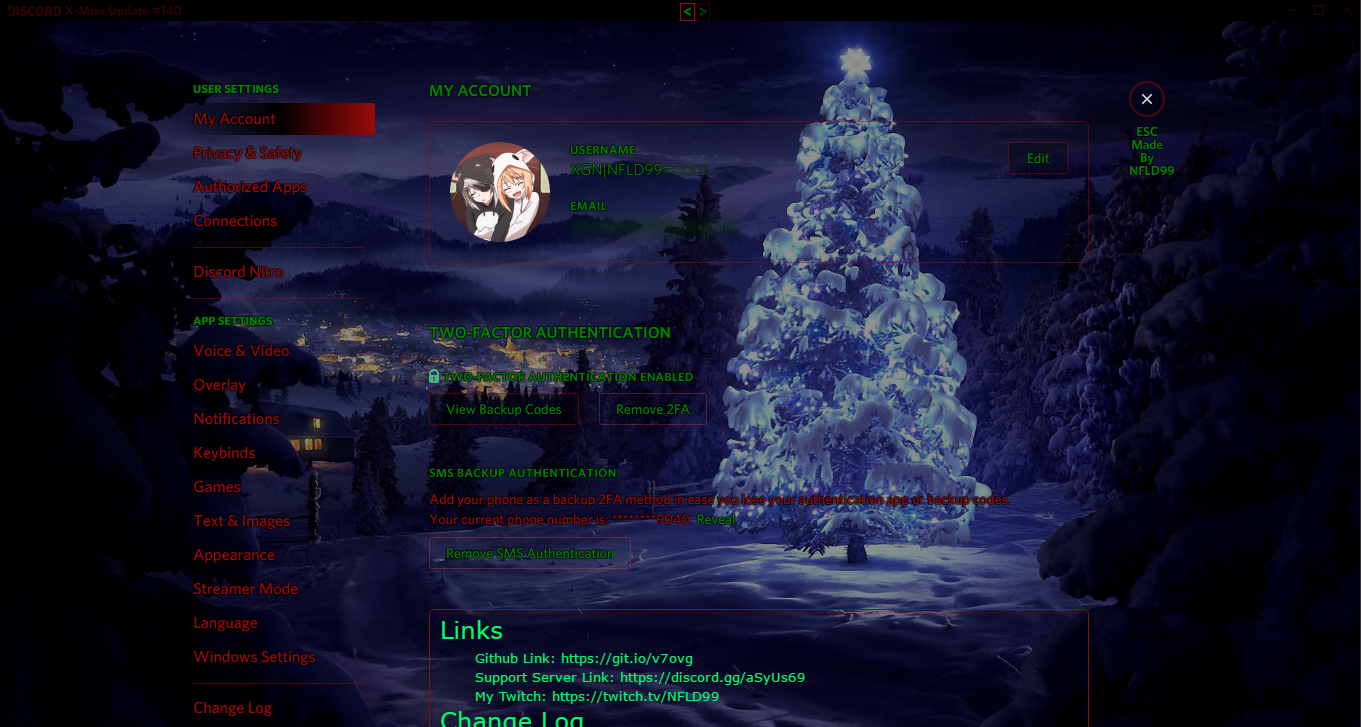 DISCORD X-Miss Update #140
< >
USER SETTINGS
My Account
Privacy & Safety
Authorized Apps
Connections
Discord Nitro
APP SETTINGS
Voice & Video
Overlay
Notifications
Keybinds
Games
Text & Images
Appearance
Streamer Mode
Language
Windows Settings
Change Log
MY ACCOUNT
USERNAME
EMAIL
Edit
ESC
Made
By
NFLD99
TWO-FACTOR AUTHENTICATION
TWO-FACTOR AUTHENTICATION ENABLED
View Backup Codes
Remove 2FA
SMS BACKUP AUTHENTICATION
Add your phone as a backup 2FA method in case you lose your authentication app or backup codes.
Your current phone number is: ********9040 Reveal
Remove SMS Authentication
Links
Github Link: https://git.io/v7ovg
Support Server Link: https://discord.gg/aSyUs69
My Twitch: https://twitch.tv/NFLD99
Change Log